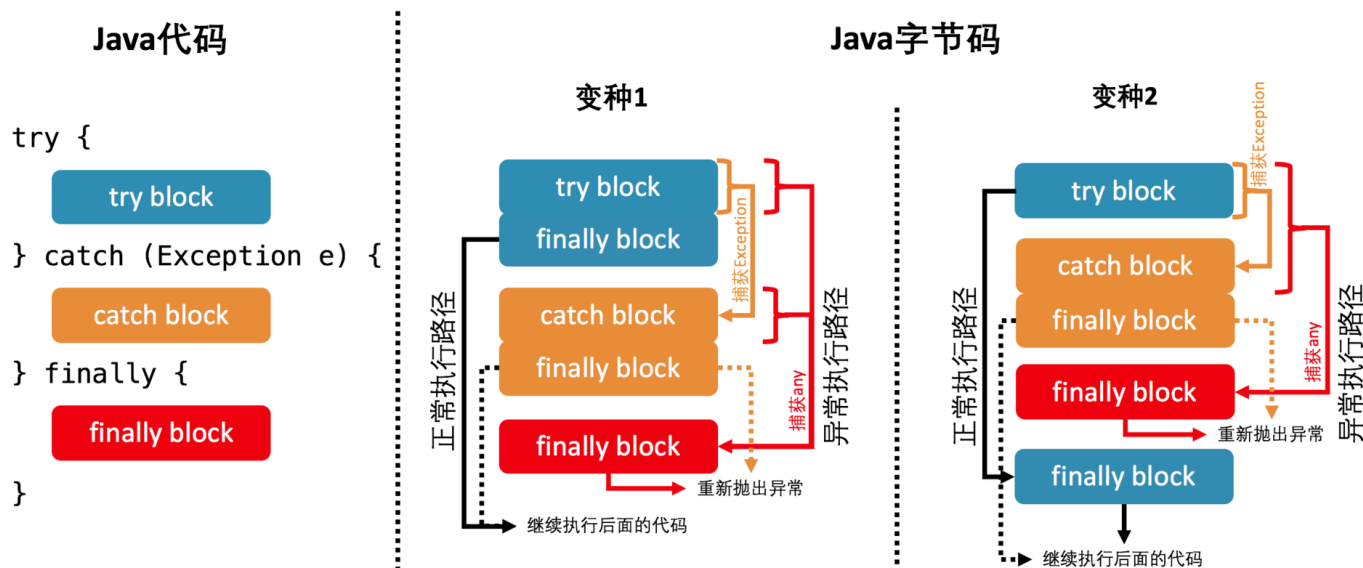 Java代码
try {
try block
} catch (Exception e) {
catch block
} finally {
finally block
}
Java字节码
变种1
try block
finally block
catch block
finally block
finally block
捕获Exception
捕获any
正常执行路径
异常执行路径
重新抛出异常
继续执行后面的代码
变种2
try block
catch block
finally block
finally block
finally block
捕获Exception
捕获any
正常执行路径
异常执行路径
重新抛出异常
继续执行后面的代码